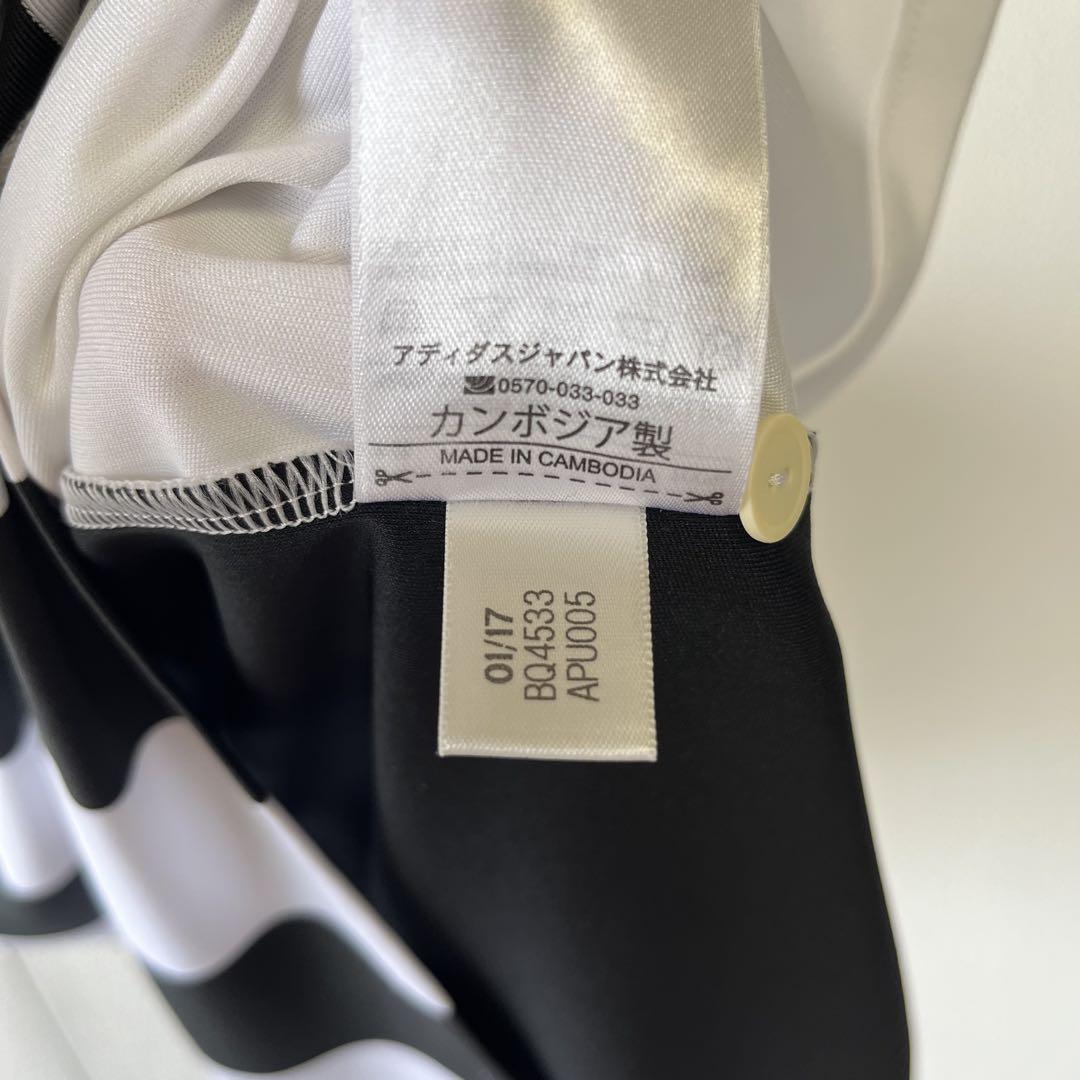 アディダスジャパン株式会社
0570-033-033
カンボジア製
MADE IN CAMBODIA
01/17
BQ4533
APU005